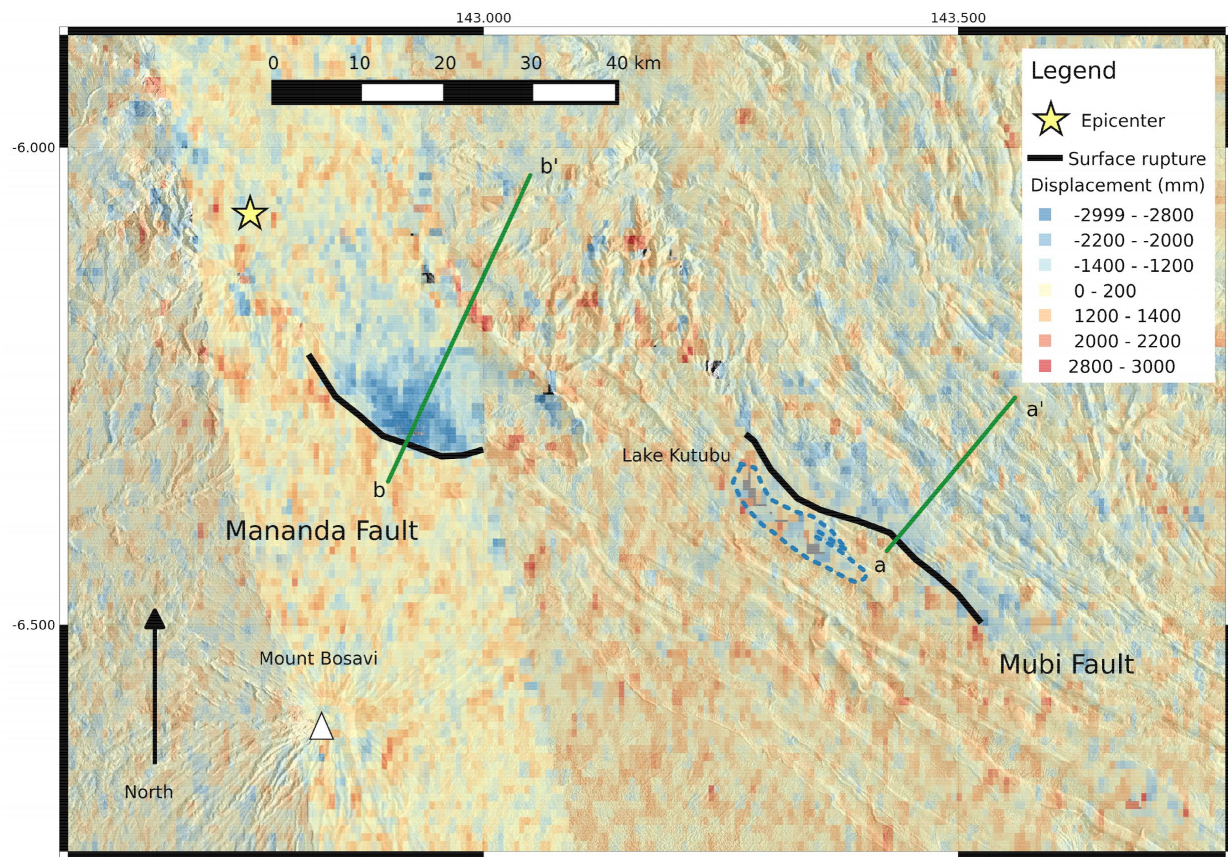 143.000
143.500
0 10 20 30 40 km
Legend
Epicenter
Surface rupture
Displacement (mm)
-2999 - -2800
-2200 - -2000
-1400 - -1200
0 - 200
1200 - 1400
2000 - 2200
2800 - 3000
-6.000
b'
a'
Lake Kutubu
b
Mananda Fault
a
-6.500
Mount Bosavi
Mubi Fault
North